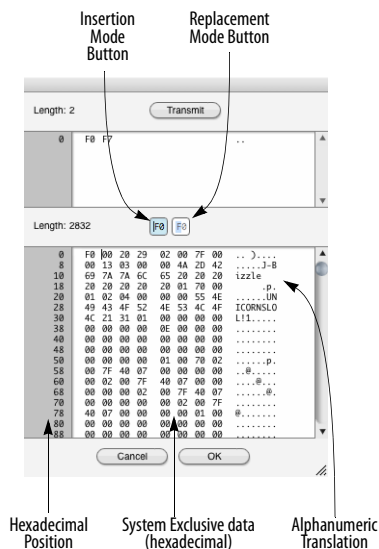 Insertion
Mode
Button
Replacement
Mode Button
Length: 2
Transmit
0 F0 F7 ..
Length: 2832
F0 F0
0 F0 00 20 29 02 00 7F 00 .. )....
8 00 13 03 00 00 4A 2D 42 .....J-B
10 69 7A 7A 6C 65 20 20 20 izzle
18 20 20 20 20 20 01 70 00 .p.
20 01 02 04 00 00 00 55 4E ......UN
28 49 43 4F 52 4E 53 4C 4F ICORNSLO
30 4C 21 31 01 00 00 00 00 L!1.....
38 00 00 00 00 0E 00 00 00 ........
40 00 00 00 00 00 00 00 00 ........
48 00 00 00 00 00 00 00 00 ........
50 00 00 00 00 01 00 70 02 ......p.
58 00 7F 40 07 00 00 00 00 ..@.....
60 00 02 00 7F 40 07 00 00 ....@...
68 00 00 00 02 00 7F 40 07 ......@.
70 00 00 00 00 00 02 00 7F ........
78 40 07 00 00 00 00 01 00 @.......
80 00 00 00 00 00 00 00 00 ........
88 00 00 00 00 00 00 00 00 ........
Cancel
OK
Hexadecimal
Position
System Exclusive data
(hexadecimal)
Alphanumeric
Translation